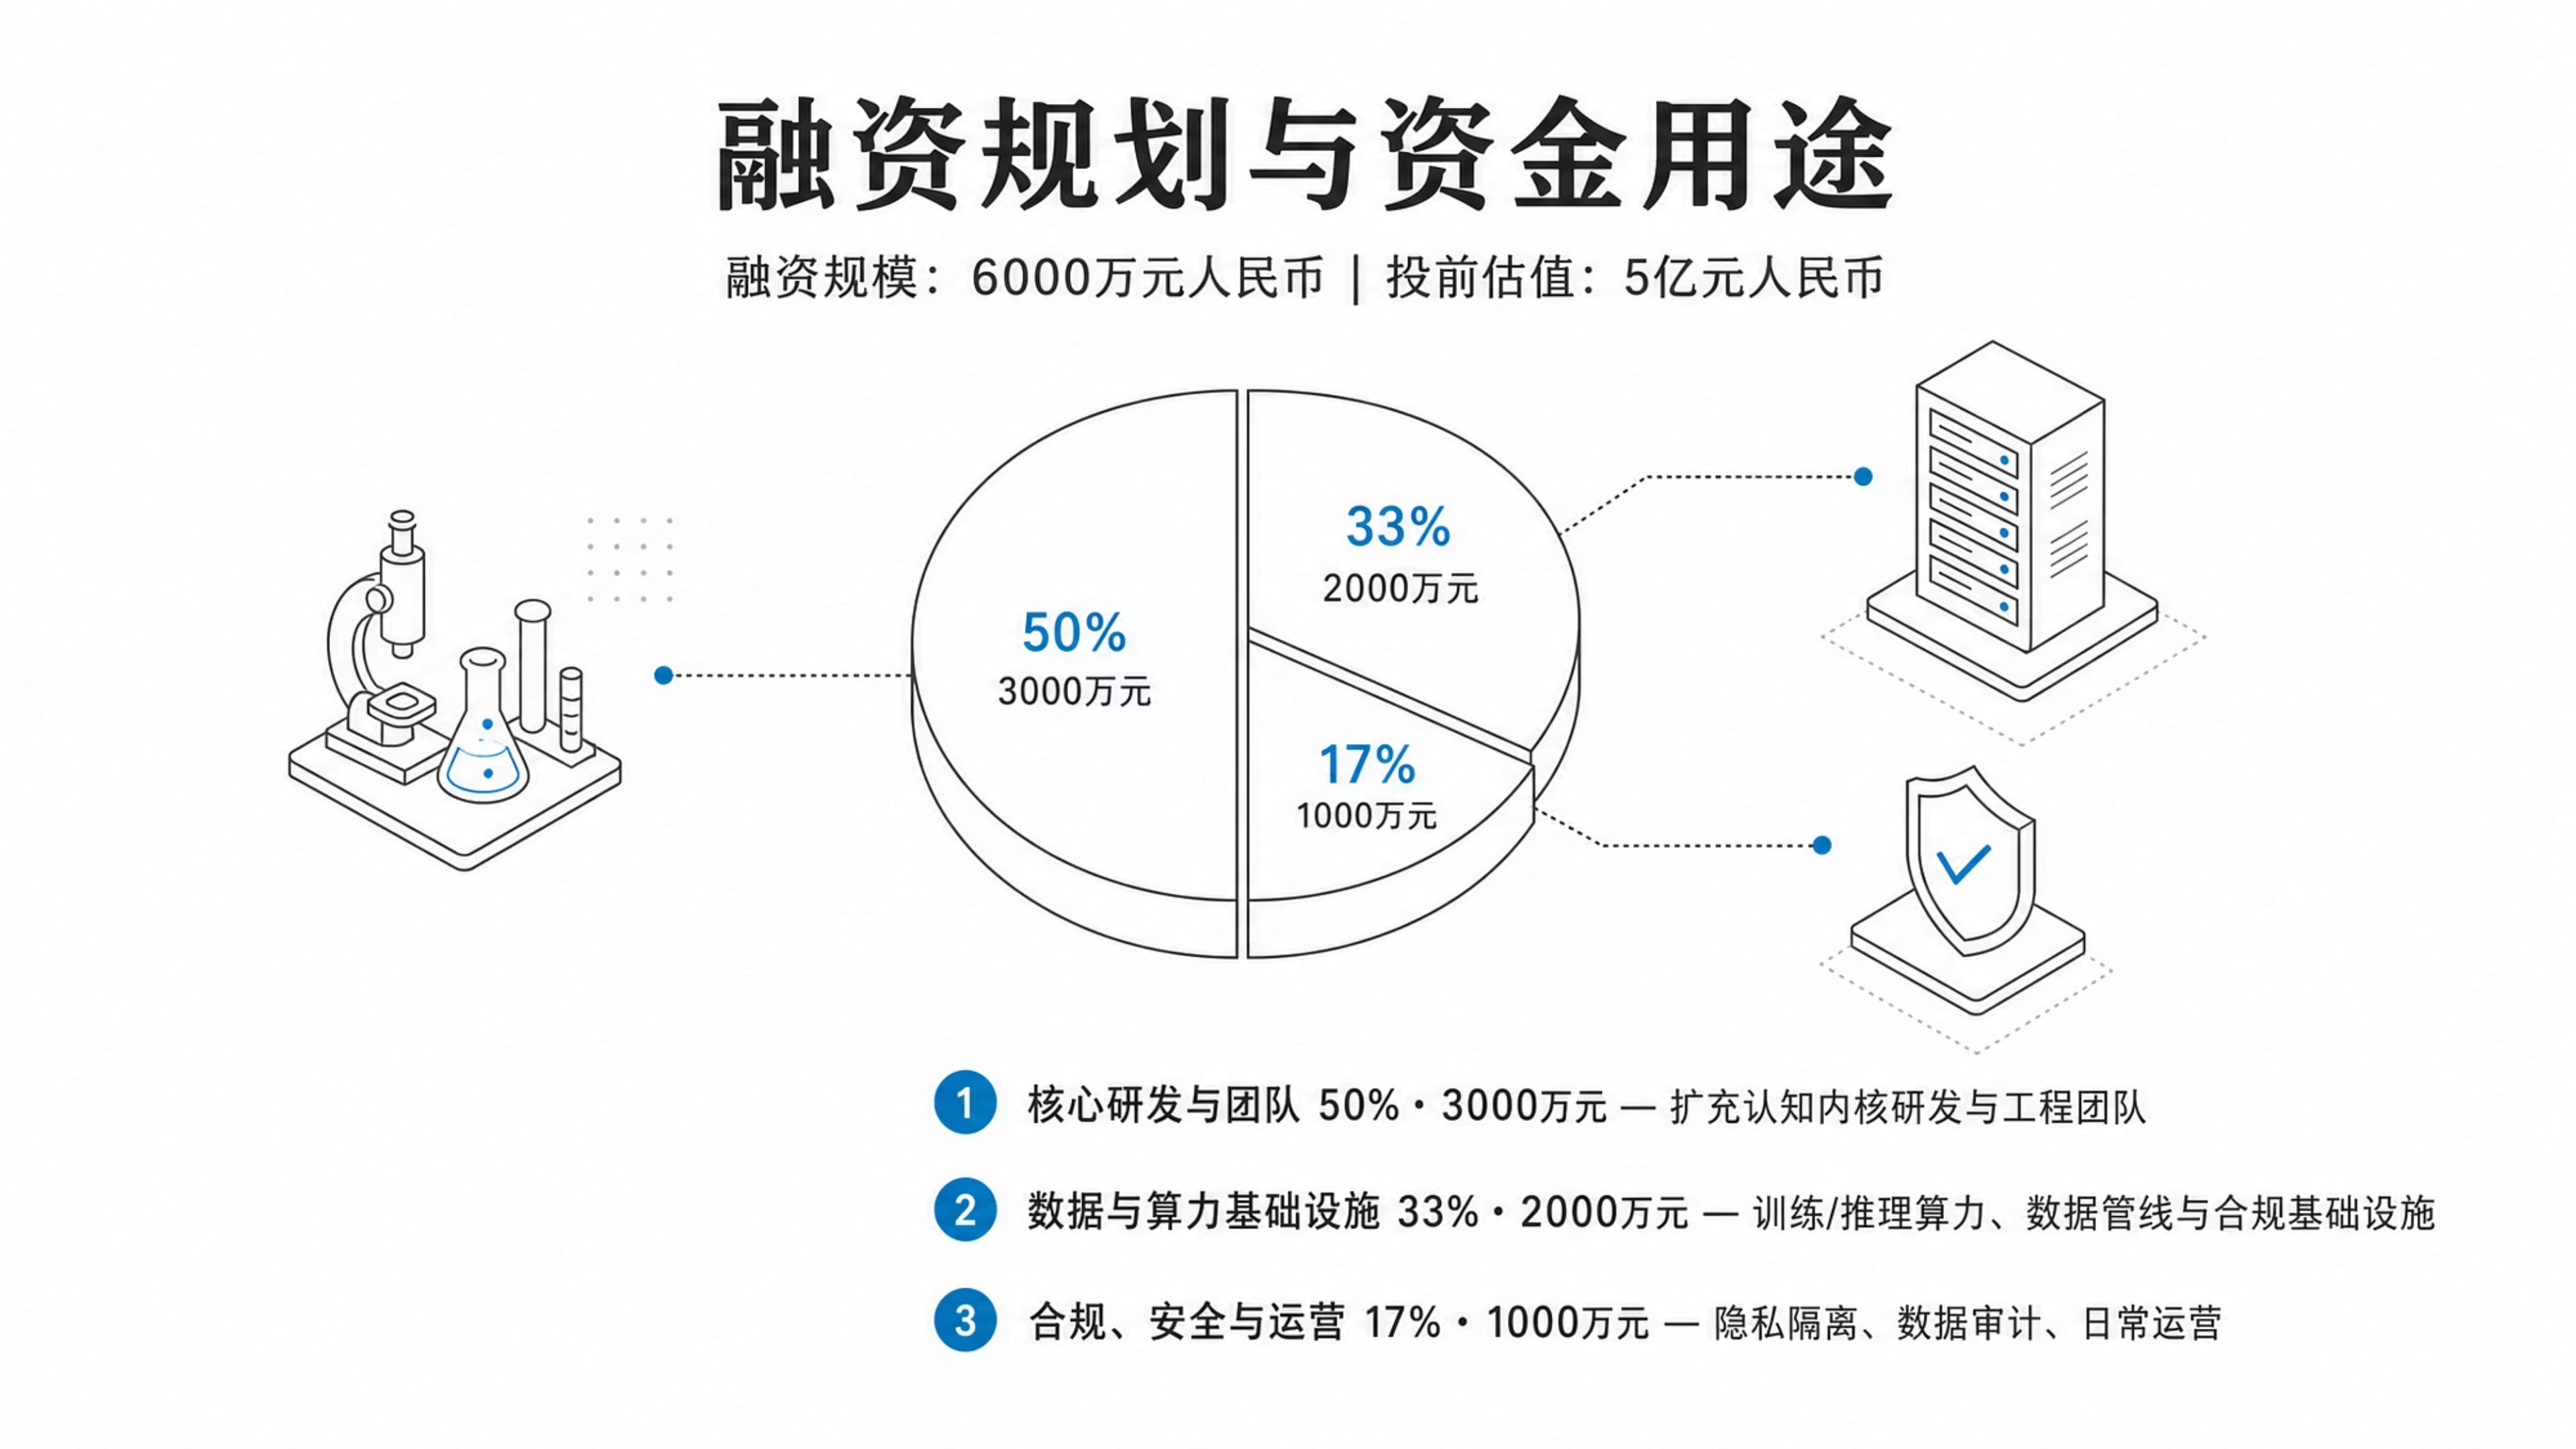 融资规划与资金用途
融资规模：6000万元人民币 | 投前估值：5亿元人民币
33%
2000万元
50%
3000万元
17%
1000万元
1 核心研发与团队 50% · 3000万元 — 扩充认知内核研发与工程团队
2 数据与算力基础设施 33% · 2000万元 — 训练/推理算力、数据管线与合规基础设施
3 合规、安全与运营 17% · 1000万元 — 隐私隔离、数据审计、日常运营